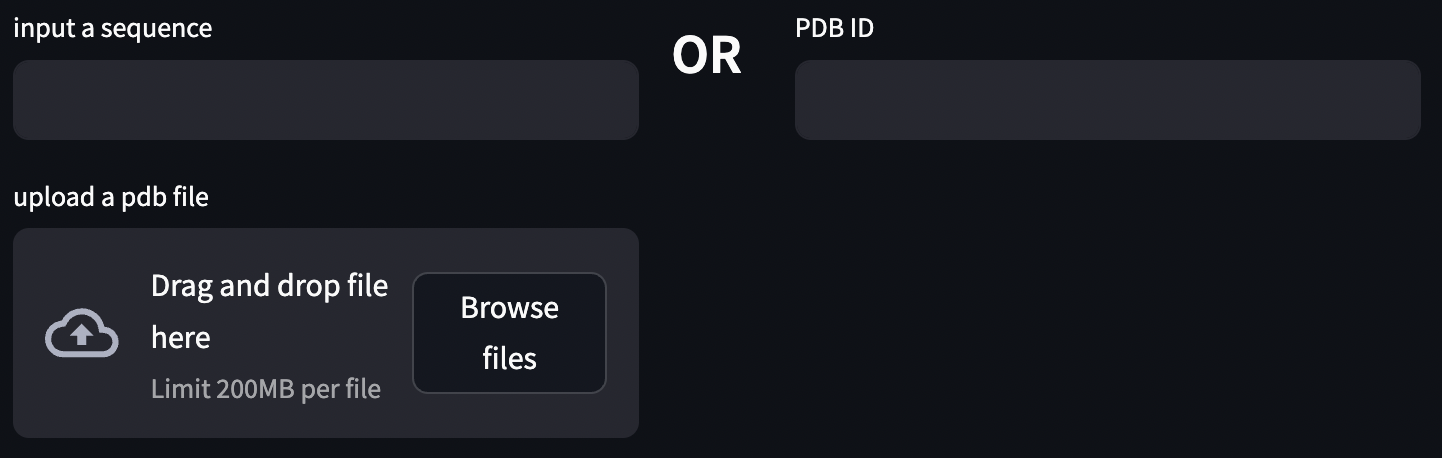 input a sequence
OR
PDB ID
upload a pdb file
Drag and drop file
here
Limit 200MB per file
Browse
files